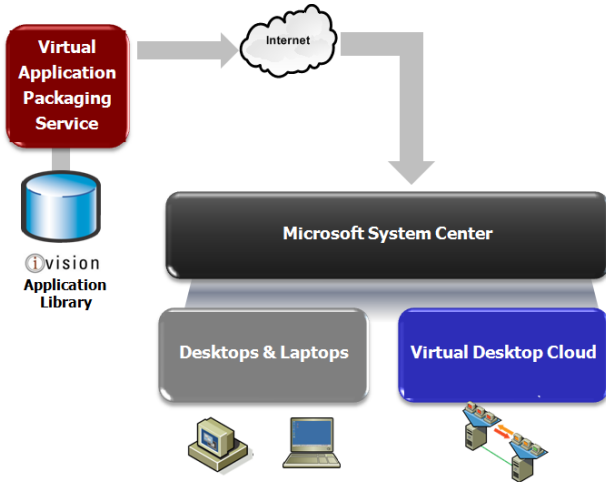 Virtual
Application
Packaging
Service
Internet
Microsoft System Center
ivision
Application
Library
Desktops & Laptops
Virtual Desktop Cloud